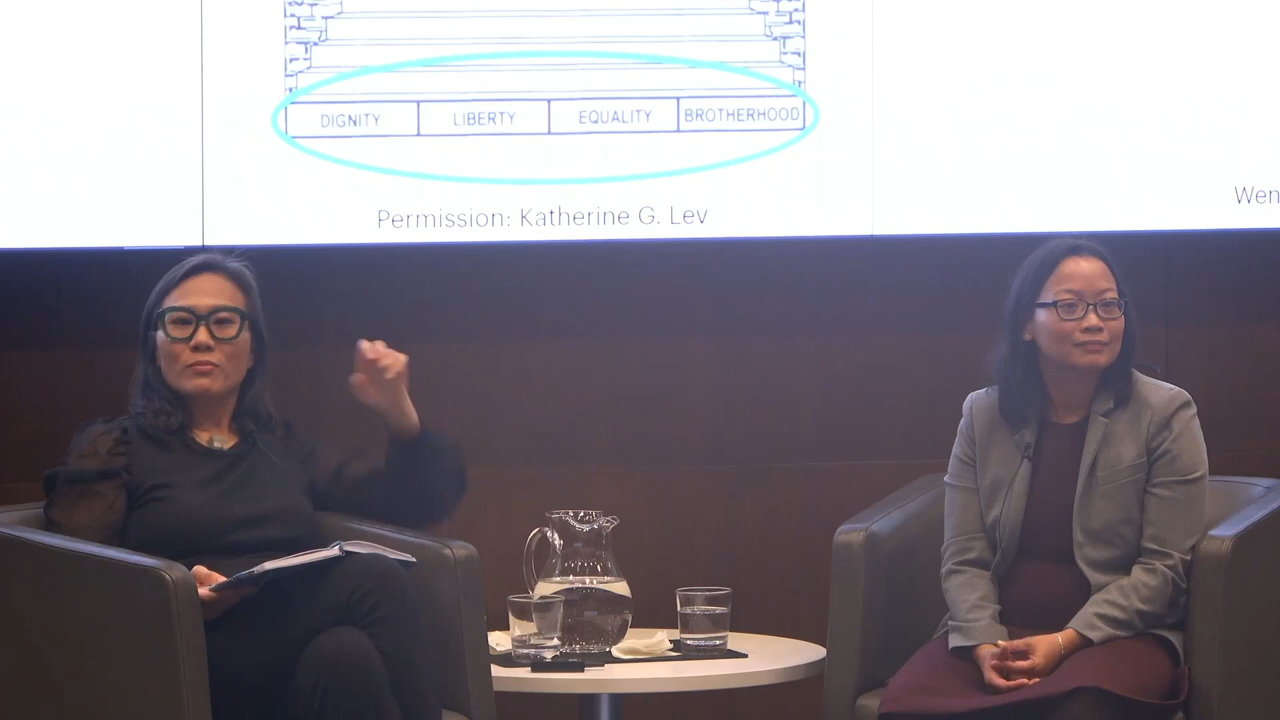 DIGNITY LIBERTY EQUALITY BROTHERHOOD
Permission: Katherine G. Lev
Wen